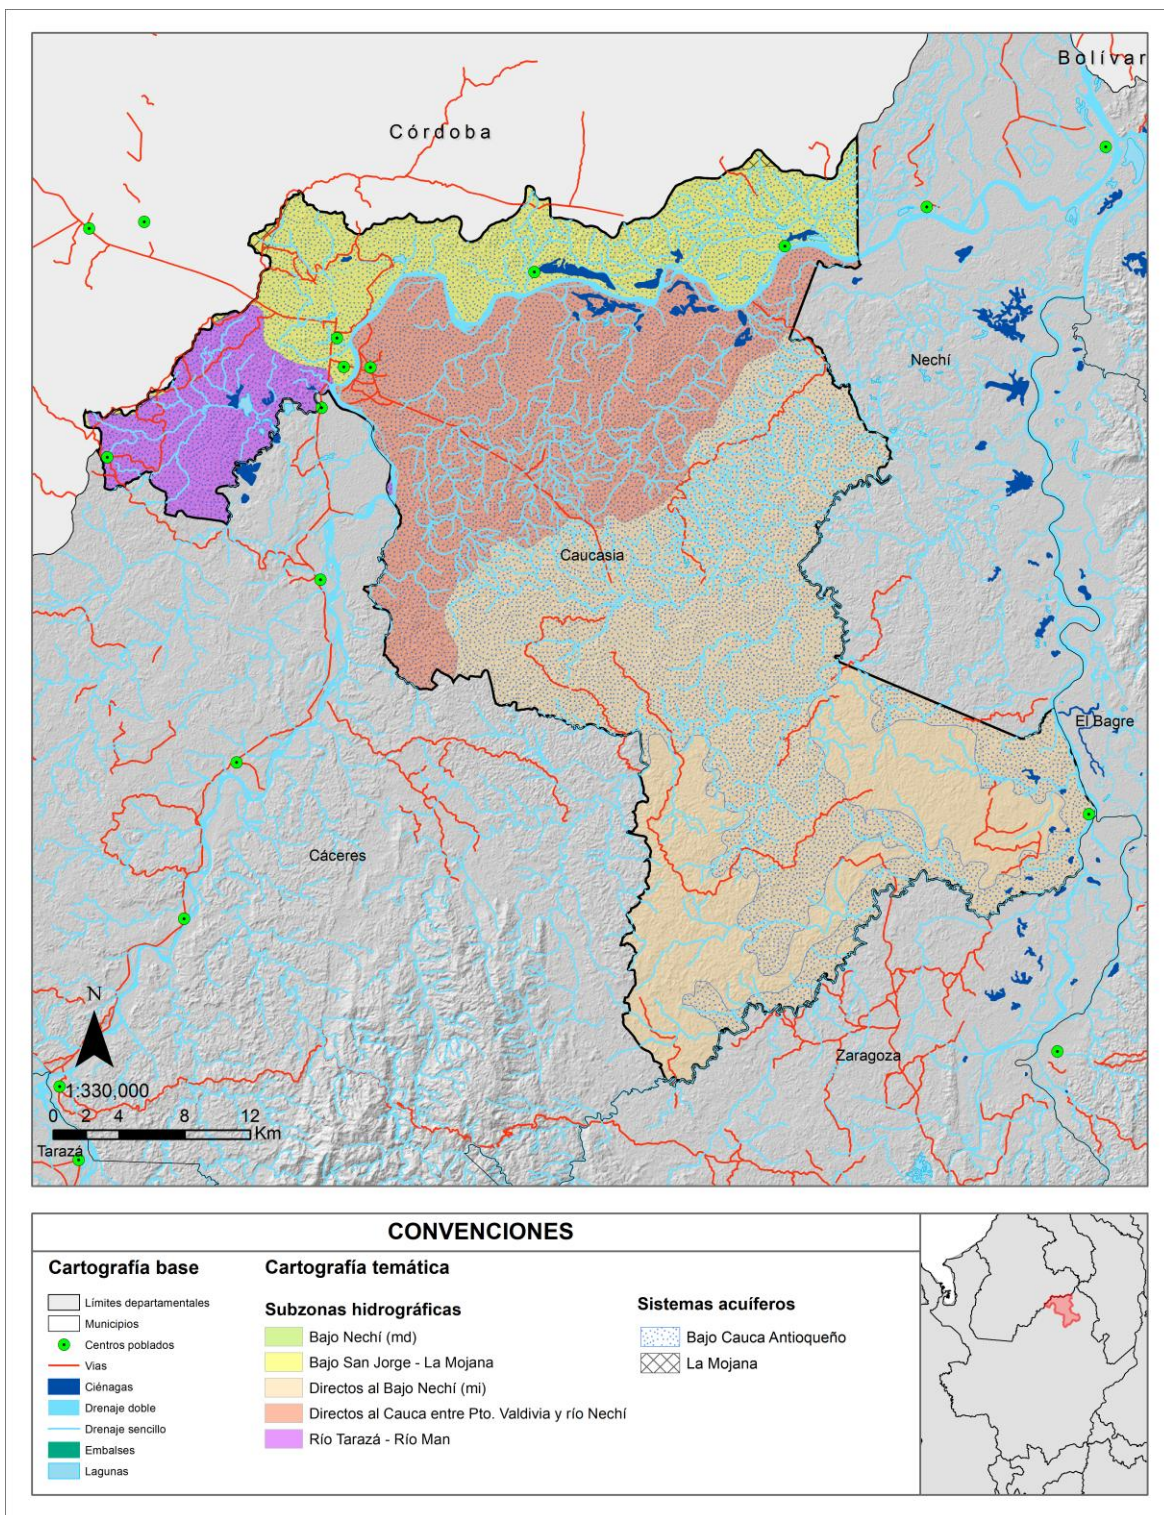 Bolívar
Córdoba
Nechí
Caucasia
El Bagre
Cáceres
Zaragoza
N
1:330,000
0 2 4 8 12
Km
Tarazá
CONVENCIONES
Cartografía base
Límites departamentales
Municipios
Centros poblados
Vias
Ciénagas
Drenaje doble
Drenaje sencillo
Embalses
Lagunas
Cartografía temática
Subzonas hidrográficas
Bajo Nechí (md)
Bajo San Jorge - La Mojana
Directos al Bajo Nechí (mi)
Directos al Cauca entre Pto. Valdivia y río Nechí
Río Tarazá - Río Man
Sistemas acuíferos
Bajo Cauca Antioqueño
La Mojana